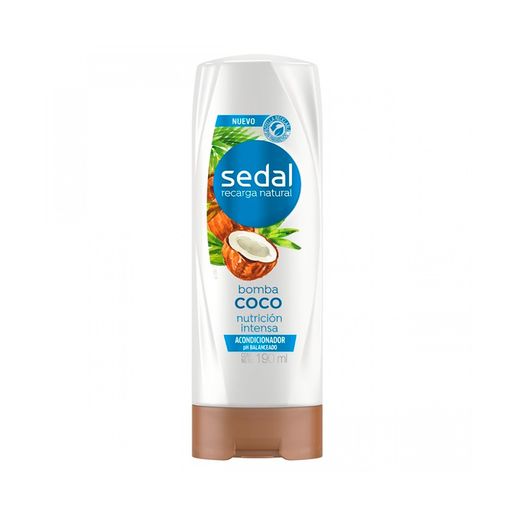 NUEVO
sedal
recarga natural
bomba
COCO
nutrición
intensa
ACONDICIONADOR
pH BALANCEADO
190 ml